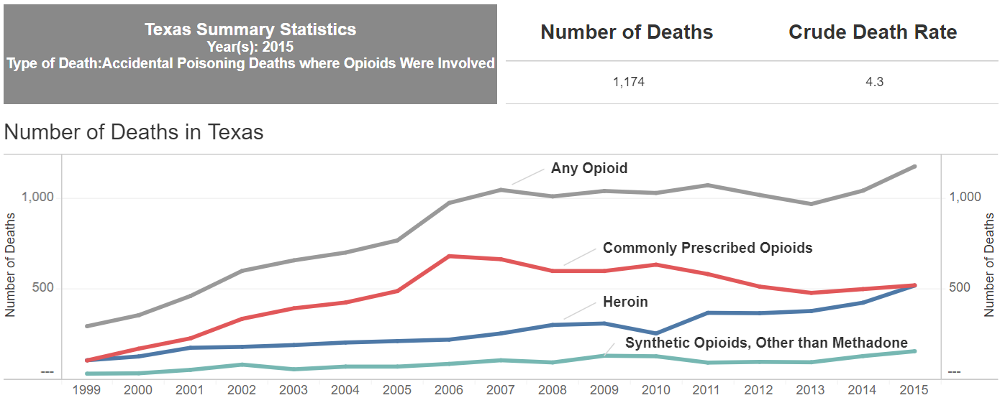 Texas Summary Statistics
Year(s): 2015
Type of Death:Accidental Poisoning Deaths where Opioids Were Involved
Number of Deaths Crude Death Rate
1,174 4.3
Number of Deaths in Texas
Any Opioid
1,000 1,000
Commonly Prescribed Opioids
Number of Deaths Number of Deaths
500 500
Heroin
Synthetic Opioids, Other than Methadone
--- ---
1999 2000 2001 2002 2003 2004 2005 2006 2007 2008 2009 2010 2011 2012 2013 2014 2015